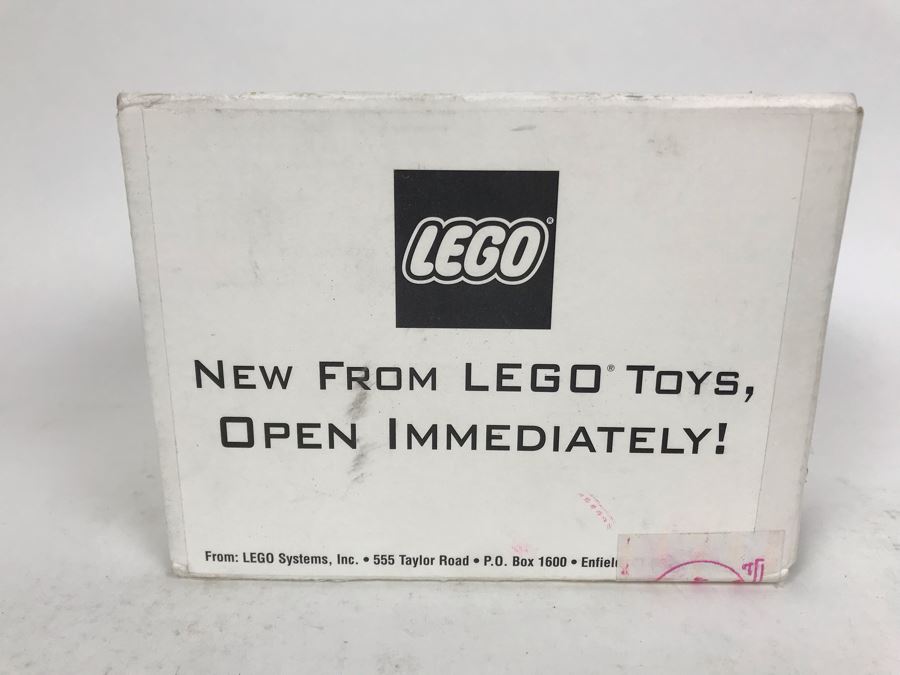 LEGO®
NEW FROM LEGO® TOYS,
OPEN IMMEDIATELY!
From: LEGO Systems, Inc. • 555 Taylor Road • P.O. Box 1600 •